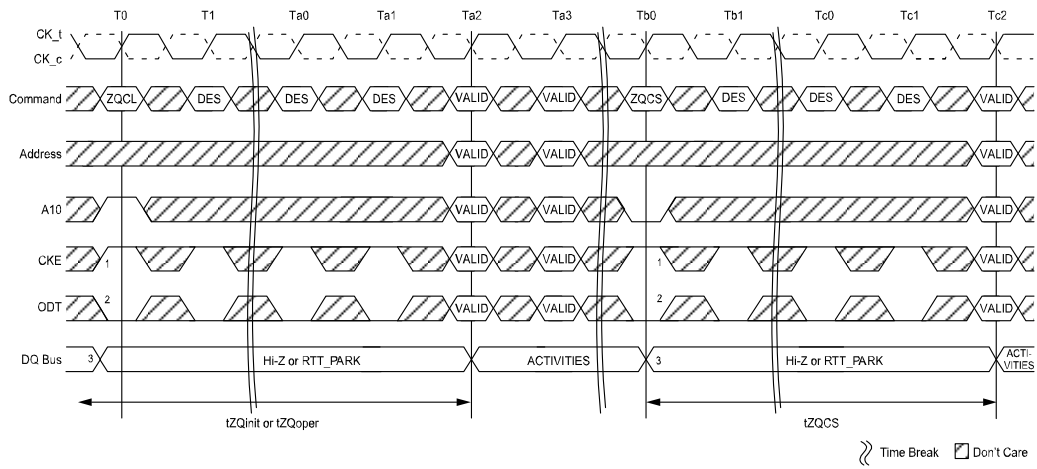 T0 T1 Ta0 Ta1 Ta2 Ta3 Tb0 Tb1 Tc0 Tc1 Tc2
CK_t
CK_c
Command ZQCL DES DES DES VALID VALID ZQCS DES DES DES VALID
Address VALID VALID VALID
A10 VALID VALID VALID
CKE 1 VALID VALID 1 VALID
ODT 2 VALID VALID 2 VALID
DQ Bus 3 Hi-Z or RTT_PARK ACTIVITIES 3 Hi-Z or RTT_PARK ACTI-
VITIES
tZQinit or tZQoper tZQCS
Time Break Don't Care